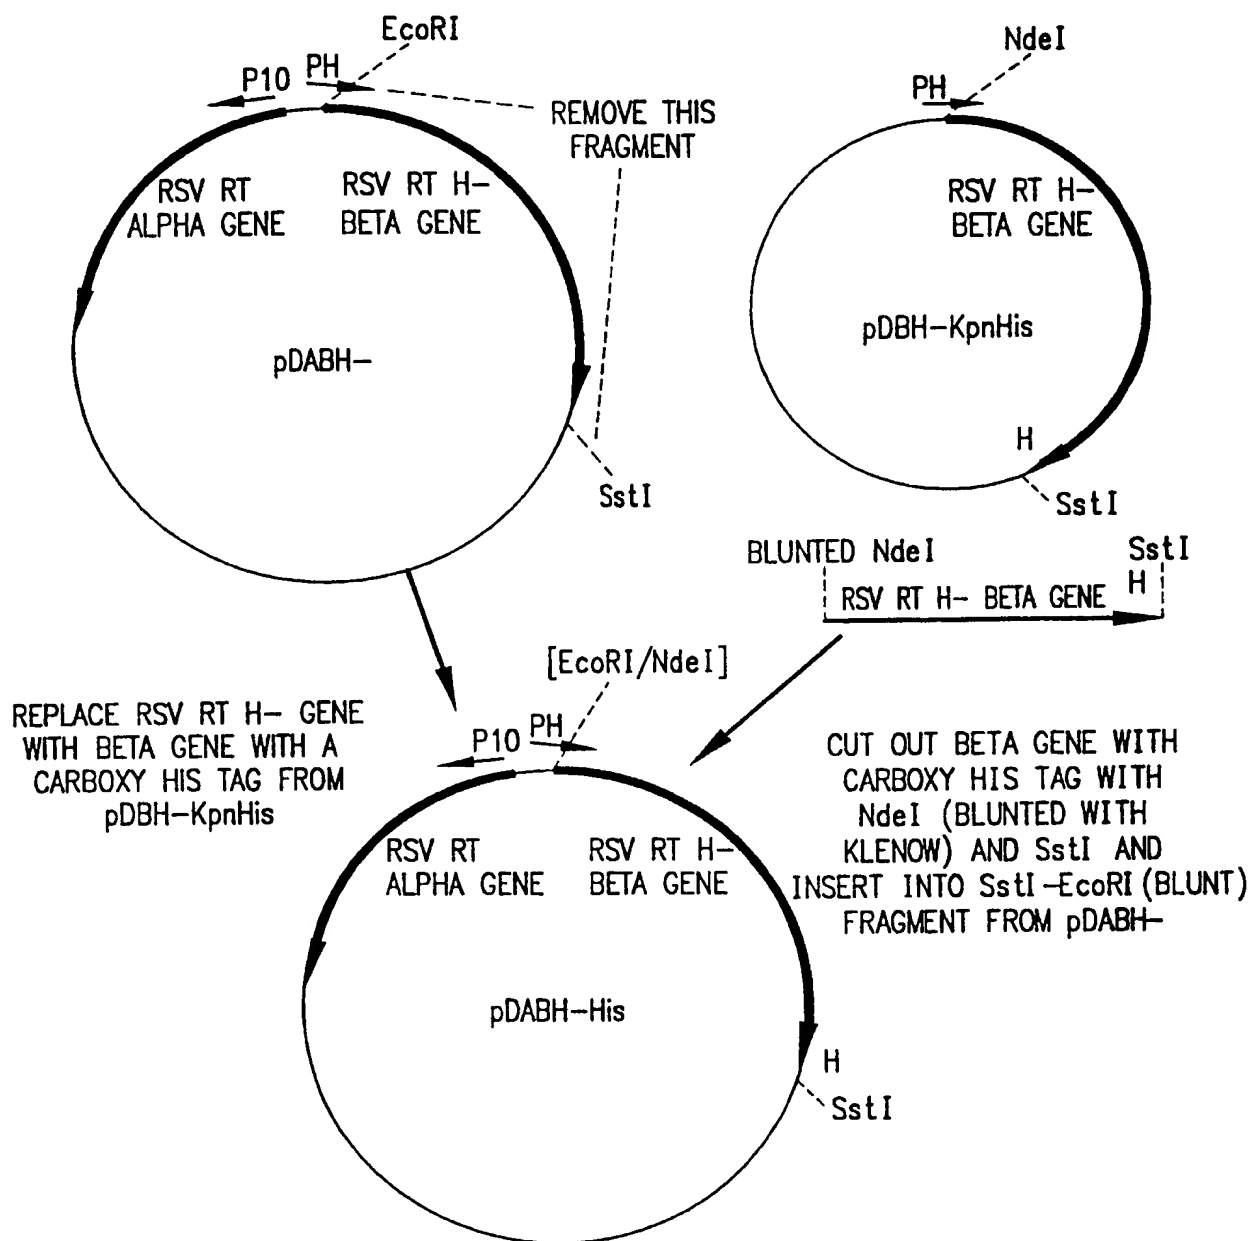 EcoRI
P10
PH
REMOVE THIS
FRAGMENT
RSV RT
ALPHA GENE
RSV RT H-
BETA GENE
pDABH-
SstI
NdeI
PH
RSV RT H-
BETA GENE
pDBH-KpnHis
H
SstI
BLUNTED NdeI
SstI
H
RSV RT H- BETA GENE
REPLACE RSV RT H- GENE
WITH BETA GENE WITH A
CARBOXY HIS TAG FROM
pDBH-KpnHis
[EcoRI/NdeI]
P10
PH
CUT OUT BETA GENE WITH
CARBOXY HIS TAG WITH
NdeI (BLUNTED WITH
KLENOW) AND SstI AND
INSERT INTO SstI-EcoRI (BLUNT)
FRAGMENT FROM pDABH-
RSV RT
ALPHA GENE
RSV RT H-
BETA GENE
pDABH-His
H
SstI